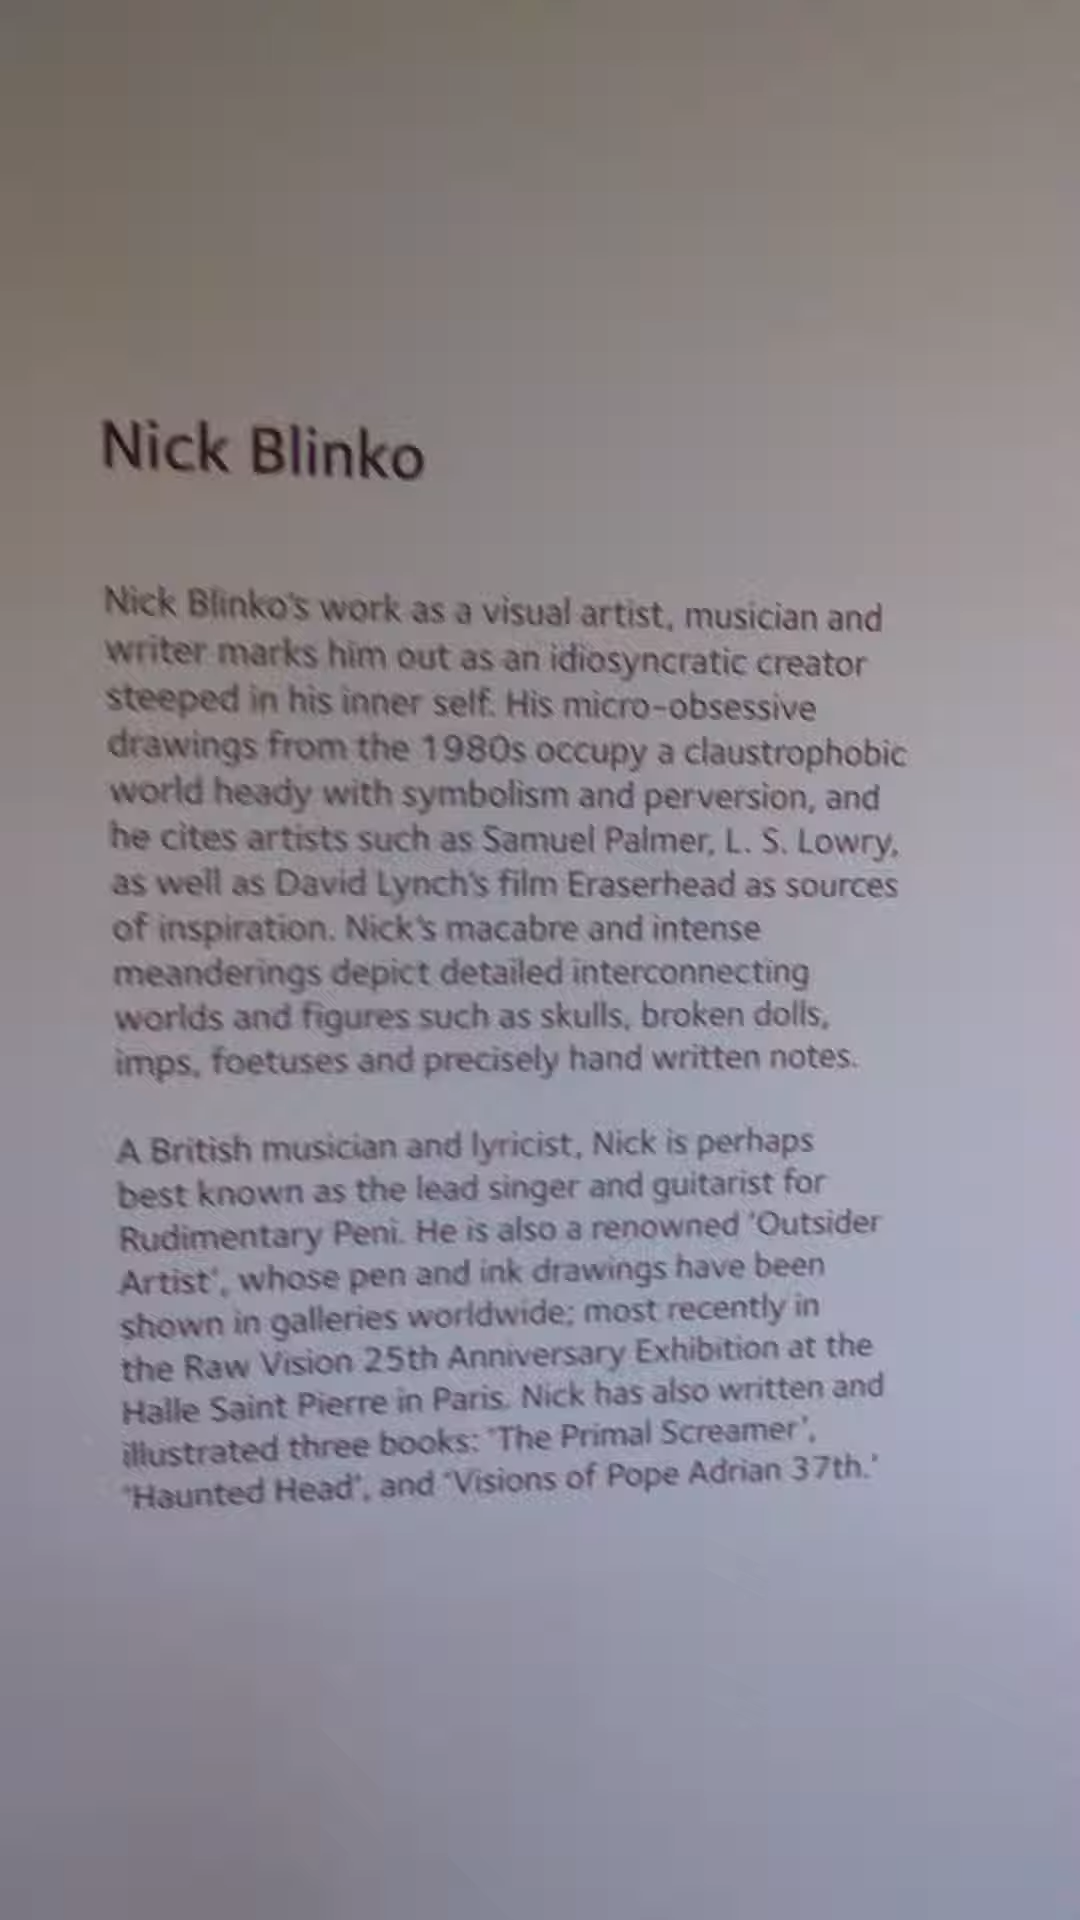 Nick Blinko
Nick Blinko's work as a visual artist, musician and
writer marks him out as an idiosyncratic creator
steeped in his inner self. His micro-obsessive
drawings from the 1980s occupy a claustrophobic
world heady with symbolism and perversion, and
he cites artists such as Samuel Palmer, L. S. Lowry,
as well as David Lynch's film Eraserhead as sources
of inspiration. Nick's macabre and intense
meanderings depict detailed interconnecting
worlds and figures such as skulls, broken dolls,
imps, foetuses and precisely hand written notes.
A British musician and lyricist, Nick is perhaps
best known as the lead singer and guitarist for
Rudimentary Peni. He is also a renowned 'Outsider
Artist', whose pen and ink drawings have been
shown in galleries worldwide; most recently in
the Raw Vision 25th Anniversary Exhibition at the
Halle Saint Pierre in Paris. Nick has also written and
illustrated three books: 'The Primal Screamer',
'Haunted Head', and 'Visions of Pope Adrian 37th.'